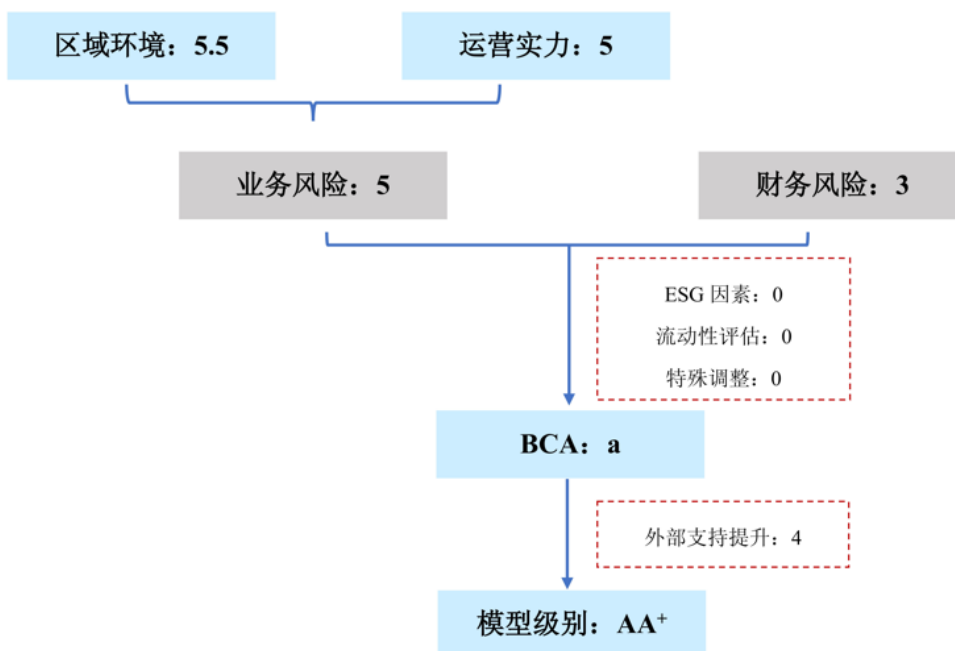 区域环境：5.5
运营实力：5
业务风险：5
财务风险：3
ESG 因素：0
流动性评估：0
特殊调整：0
BCA：a
外部支持提升：4
模型级别：AA⁺